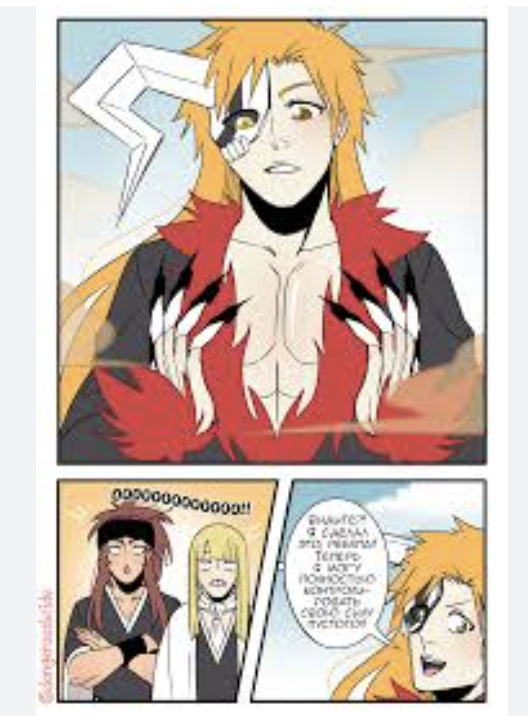 ООООООООООООО!!
ВИДИТЕ?
Я СДЕЛАЛ
ЭТО, РЕБЯТА!
ТЕПЕРЬ
Я МОГУ
ПОЛНОСТЬЮ
КОНТРОЛИ-
РОВАТЬ
СВОЮ СИЛУ
ПУСТОГО!!